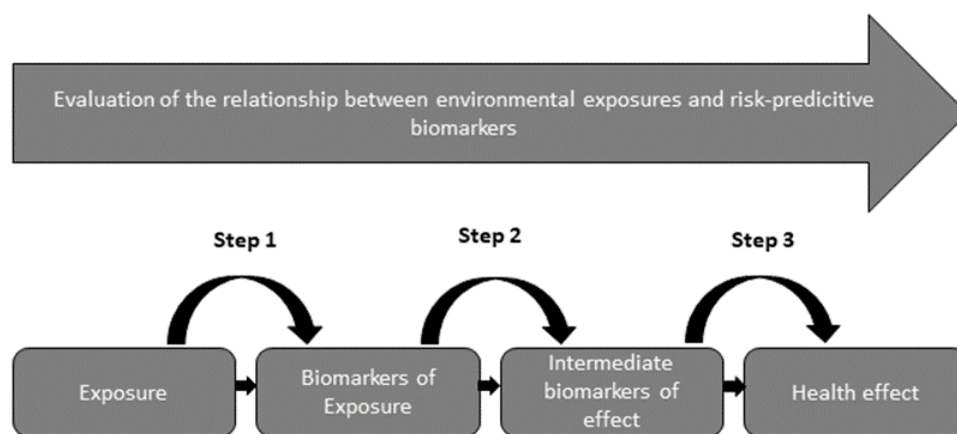 Evaluation of the relationship between environmental exposures and risk-predicitive
biomarkers
Step 1
Step 2
Step 3
Exposure
Biomarkers of
Exposure
Intermediate
biomarkers of
effect
Health effect